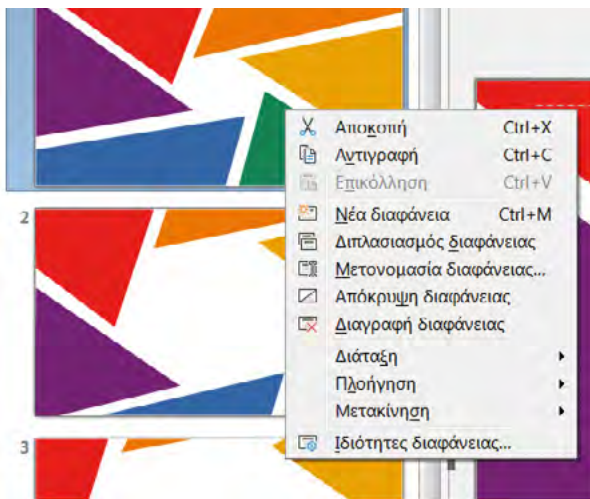 Αποκοπή Ctrl+X
Αντιγραφή Ctrl+C
Επικόλληση Ctrl+V
Νέα διαφάνεια Ctrl+M
Διπλασιασμός διαφάνειας
Μετονομασία διαφάνειας...
Απόκρυψη διαφάνειας
Διαγραφή διαφάνειας
Διάταξη
Πλοήγηση
Μετακίνηση
Ιδιότητες διαφάνειας...
2
3